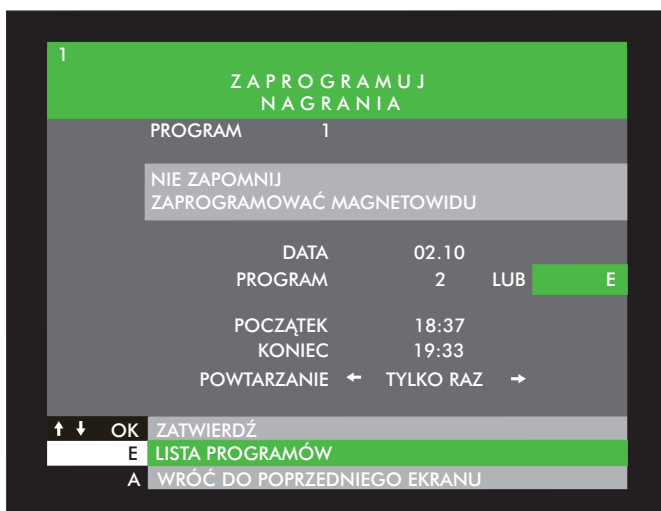 1
ZAPROGRAMUJ
NAGRANIA
PROGRAM 1
NIE ZAPOMNIJ
ZAPROGRAMOWAĆ MAGNETOWIDU
DATA 02.10
PROGRAM 2 LUB E
POCZĄTEK 18:37
KONIEC 19:33
POWTARZANIE ← TYLKO RAZ →
↑ ↓ OK ZATWIERDŹ
E LISTA PROGRAMÓW
A WRÓĆ DO POPRZEDNIEGO EKRANU